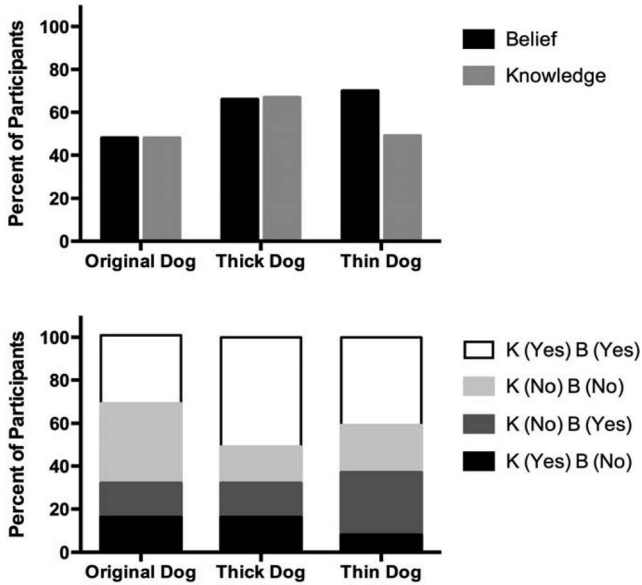 Percent of Participants
100
80
60
40
20
0
Original Dog Thick Dog Thin Dog
Belief
Knowledge
Percent of Participants
100
80
60
40
20
0
Original Dog Thick Dog Thin Dog
K (Yes) B (Yes)
K (No) B (No)
K (No) B (Yes)
K (Yes) B (No)